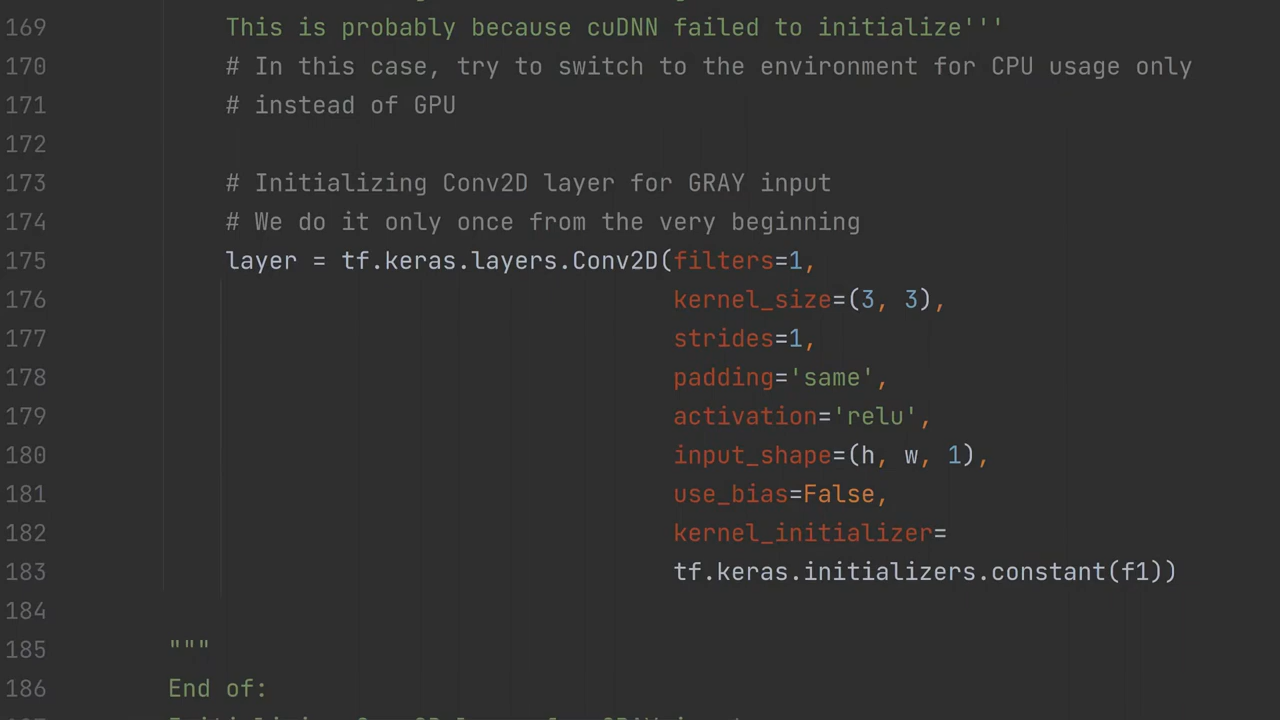 169 This is probably because cuDNN failed to initialize'''
170 # In this case, try to switch to the environment for CPU usage only
171 # instead of GPU
172
173 # Initializing Conv2D layer for GRAY input
174 # We do it only once from the very beginning
175 layer = tf.keras.layers.Conv2D(filters=1,
176 kernel_size=(3, 3),
177 strides=1,
178 padding='same',
179 activation='relu',
180 input_shape=(h, w, 1),
181 use_bias=False,
182 kernel_initializer=
183 tf.keras.initializers.constant(f1))
184
185 """
186 End of: